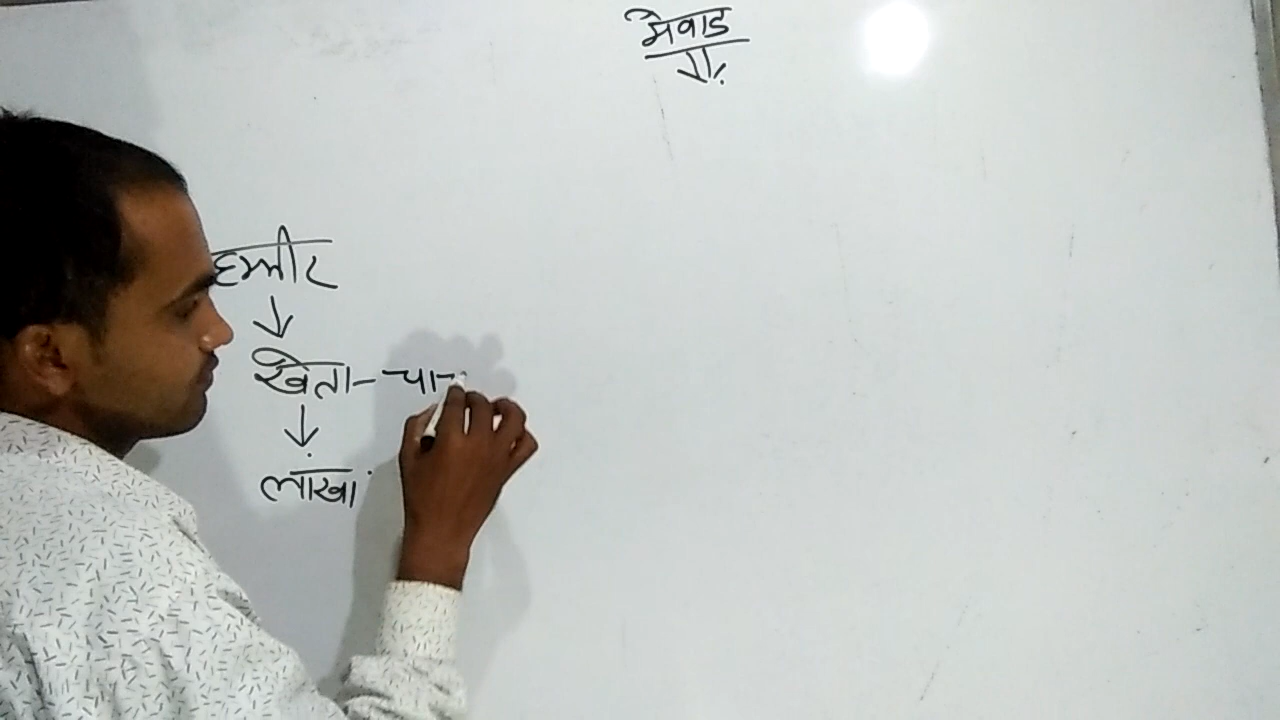 मेवाड
रा.
हम्मीर
↓
खेता - चा
↓
लाखा